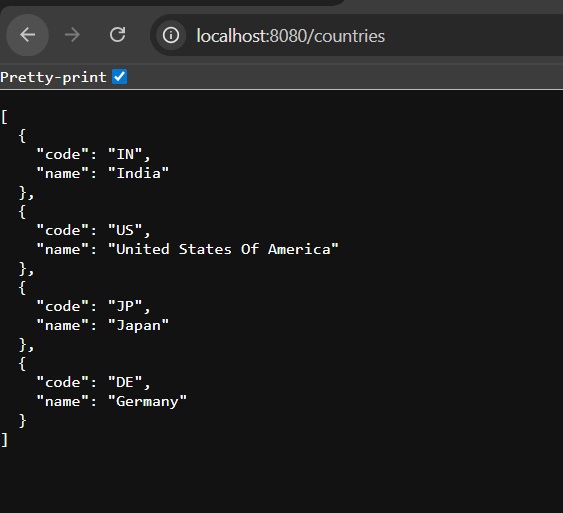 localhost:8080/countries
Pretty-print
[
  {
    "code": "IN",
    "name": "India"
  },
  {
    "code": "US",
    "name": "United States Of America"
  },
  {
    "code": "JP",
    "name": "Japan"
  },
  {
    "code": "DE",
    "name": "Germany"
  }
]